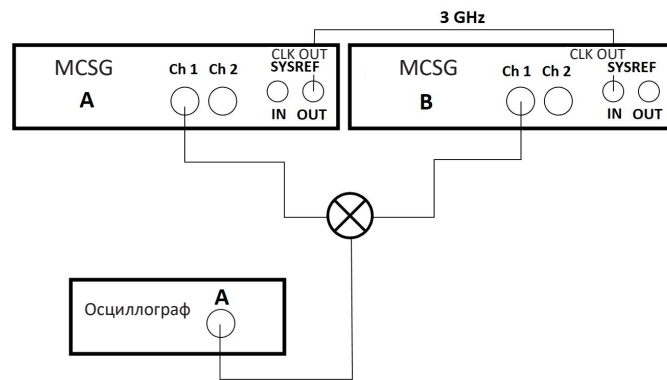 3 GHz
MCSG
A
Ch 1 Ch 2
CLK OUT
SYSREF
IN OUT
MCSG
B
Ch 1 Ch 2
CLK OUT
SYSREF
IN OUT
Осциллограф
A